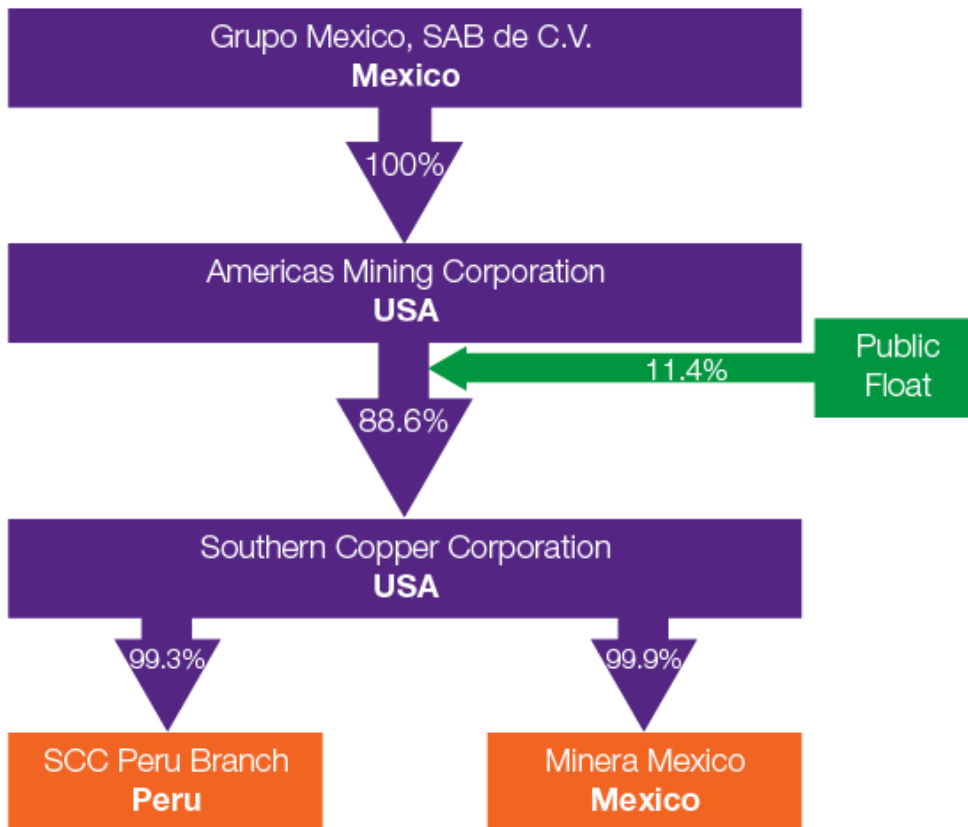 Grupo Mexico, SAB de C.V.
Mexico
100%
Americas Mining Corporation
USA
Public
Float
11.4%
88.6%
Southern Copper Corporation
USA
99.3%
99.9%
SCC Peru Branch
Peru
Minera Mexico
Mexico